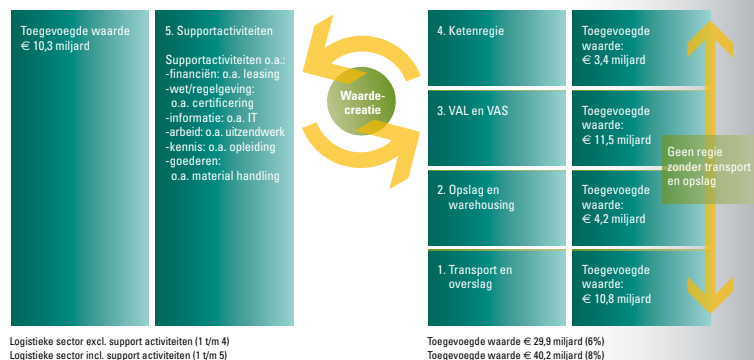 Toegevoegde waarde
€ 10,3 miljard
5. Supportactiviteiten
Supportactiviteiten o.a.:
-financiën: o.a. leasing
-wet/regelgeving:
o.a. certificering
-informatie: o.a. IT
-arbeid: o.a. uitzendwerk
-kennis: o.a. opleiding
-goederen:
o.a. material handling
Waarde-
creatie
4. Ketenregie
Toegevoegde
waarde:
€ 3,4 miljard
3. VAL en VAS
Toegevoegde
waarde:
€ 11,5 miljard
2. Opslag en
warehousing
Toegevoegde
waarde:
€ 4,2 miljard
1. Transport en
overslag
Toegevoegde
waarde:
€ 10,8 miljard
Geen regie
zonder transport
en opslag
Logistieke sector excl. support activiteiten (1 t/m 4)
Toegevoegde waarde € 29,9 miljard (6%)
Logistieke sector incl. support activiteiten (1 t/m 5)
Toegevoegde waarde € 40,2 miljard (8%)